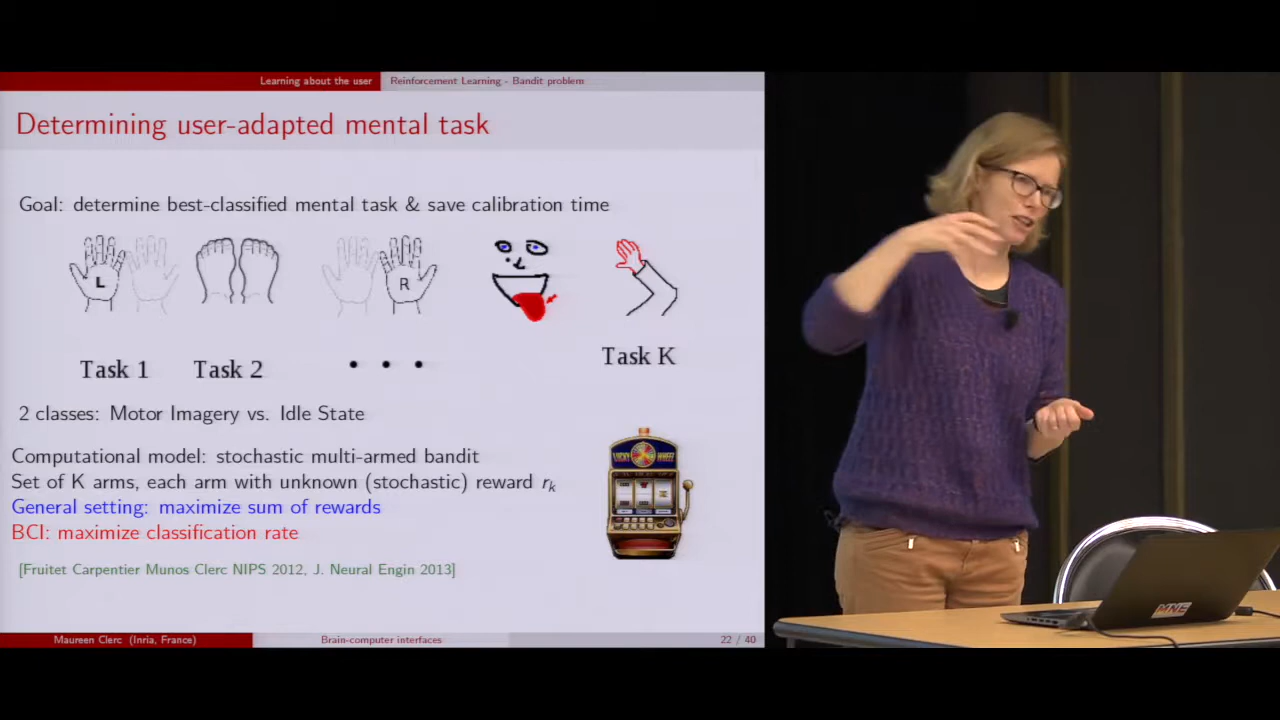 Learning about the user
Reinforcement Learning - Bandit problem
Determining user-adapted mental task
Goal: determine best-classified mental task & save calibration time
L
R
Task 1
Task 2
• • •
Task K
2 classes: Motor Imagery vs. Idle State
Computational model: stochastic multi-armed bandit
Set of K arms, each arm with unknown (stochastic) reward rk
General setting: maximize sum of rewards
BCI: maximize classification rate
[Fruitet Carpentier Munos Clerc NIPS 2012, J. Neural Engin 2013]
LUCKY WHEEL
Maureen Clerc (Inria, France)
Brain-computer interfaces
22 / 40
MNE